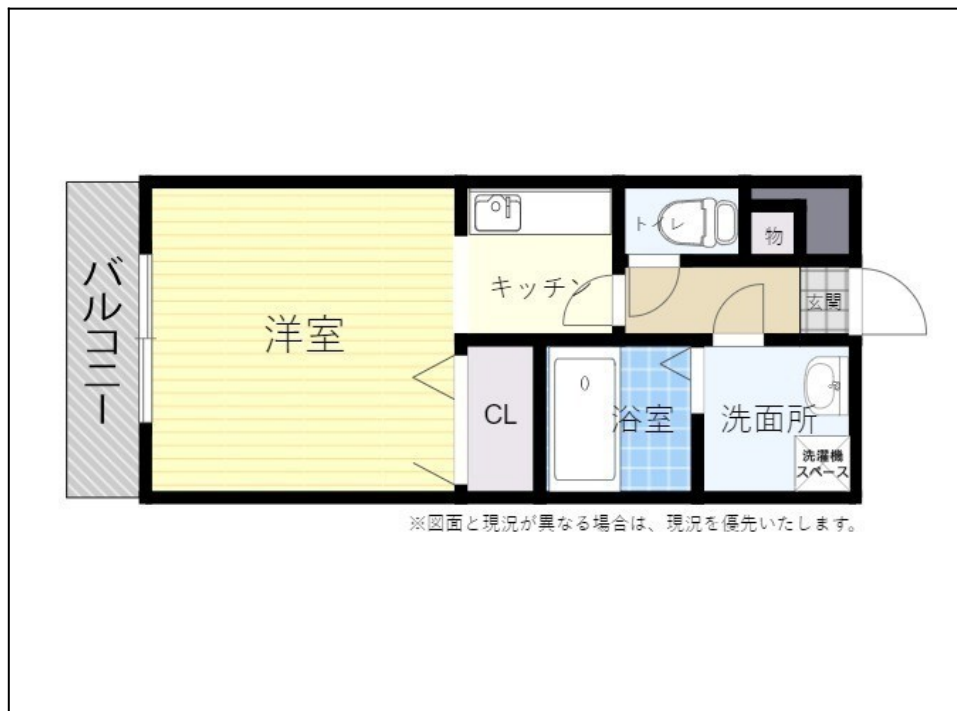 バルコニー
洋室
キッチン
トイレ
物
玄関
CL
浴室
洗面所
洗濯機
スペース
※図面と現況が異なる場合は、現況を優先いたします。